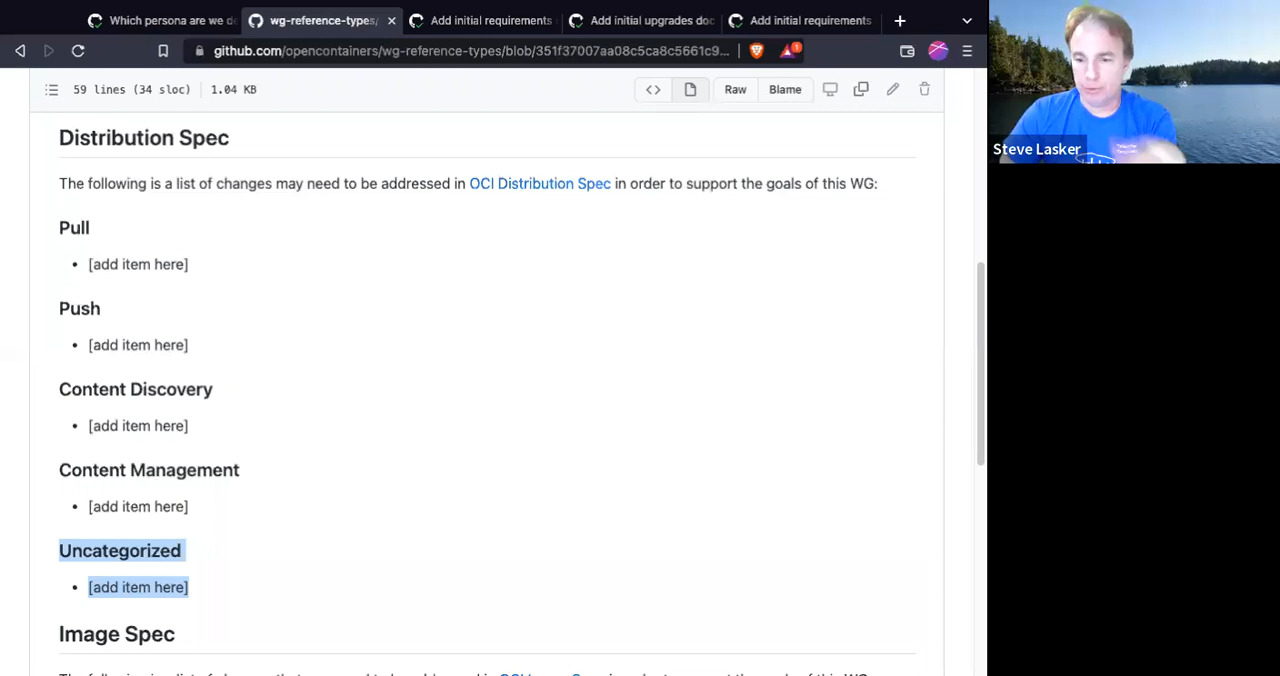 Which persona are we d
wg-reference-types/
Add initial requirements
Add initial upgrades doc
Add initial requirements
github.com/opencontainers/wg-reference-types/blob/351f37007aa08c5ca8c5661c9...
1
59 lines (34 sloc)
1.04 KB
Raw
Blame
Steve Lasker
Distribution Spec
The following is a list of changes may need to be addressed in OCI Distribution Spec in order to support the goals of this WG:
Pull
• [add item here]
Push
• [add item here]
Content Discovery
• [add item here]
Content Management
• [add item here]
Uncategorized
• [add item here]
Image Spec